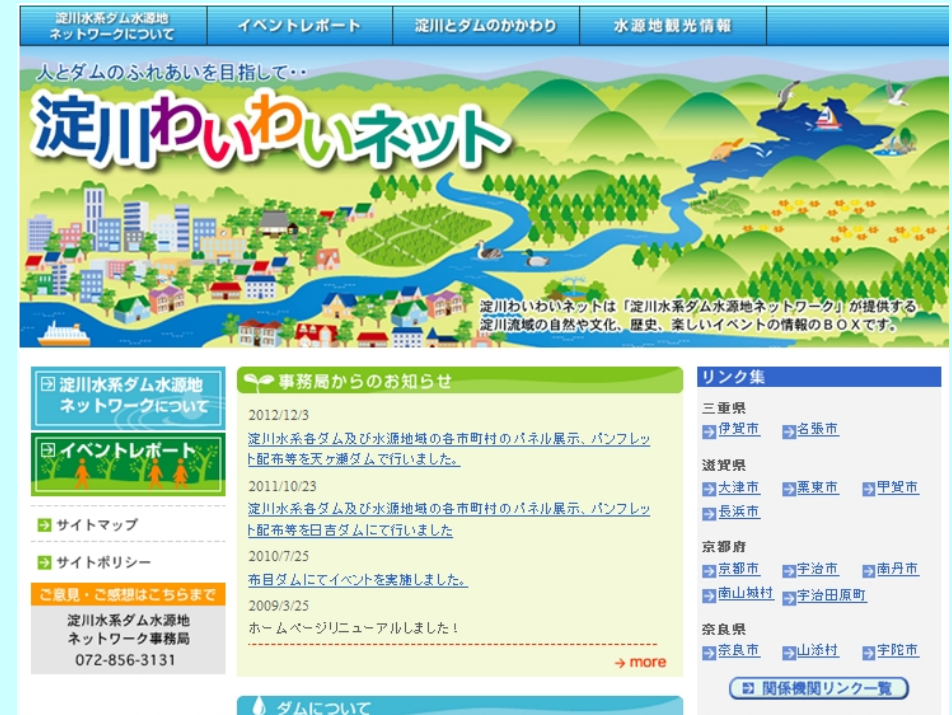 淀川水系ダム水源地
ネットワークについて
イベントレポート
淀川とダムのかかわり
水源地観光情報
人とダムのふれあいを目指して・・
淀川わいわいネット
淀川わいわいネットは「淀川水系ダム水源地ネットワーク」が提供する
淀川流域の自然や文化、歴史、楽しいイベントの情報のBOXです。
淀川水系ダム水源地
ネットワークについて
イベントレポート
サイトマップ
サイトポリシー
ご意見・ご感想はこちらまで
淀川水系ダム水源地
ネットワーク事務局
072-856-3131
事務局からのお知らせ
2012/12/3
淀川水系各ダム及び水源地域の各市町村のパネル展示、パンフレッ
ト配布等を天ヶ瀬ダムで行いました。
2011/10/23
淀川水系各ダム及び水源地域の各市町村のパネル展示、パンフレッ
ト配布等を日吉ダムにて行いました
2010/7/25
布目ダムにてイベントを実施しました。
2009/3/25
ホームページリニューアルしました！
more
ダムについて
リンク集
三重県
伊賀市 名張市
滋賀県
大津市 栗東市 甲賀市
長浜市
京都府
京都市 宇治市 南丹市
南山城村 宇治田原町
奈良県
奈良市 山添村 宇陀市
関係機関リンク一覧